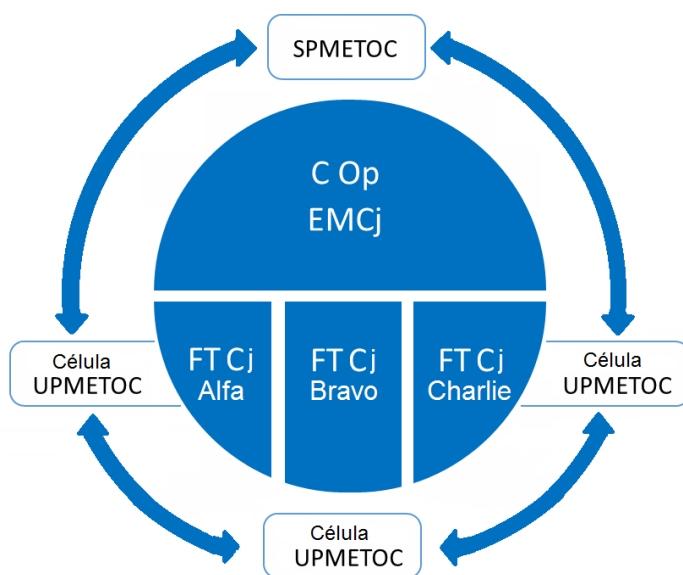 SPMETOC
C Op
EMCj
Célula
UPMETOC
FT Cj
Alfa
FT Cj
Bravo
FT Cj
Charlie
Célula
UPMETOC
Célula
UPMETOC